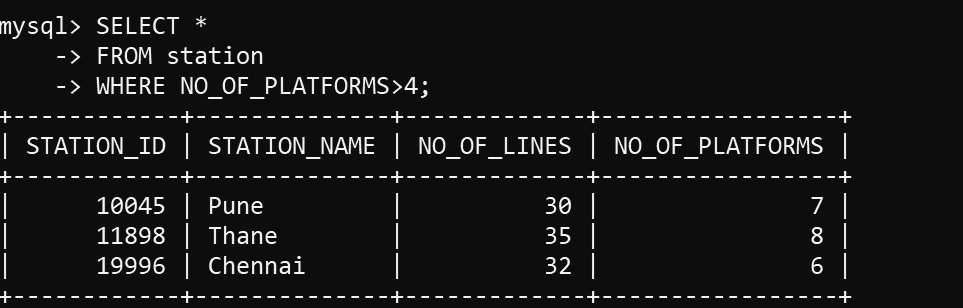 mysql> SELECT *
    -> FROM station
    -> WHERE NO_OF_PLATFORMS>4;
+------------+--------------+-------------+-----------------+
| STATION_ID | STATION_NAME | NO_OF_LINES | NO_OF_PLATFORMS |
+------------+--------------+-------------+-----------------+
|      10045 | Pune         |          30 |               7 |
|      11898 | Thane        |          35 |               8 |
|      19996 | Chennai      |          32 |               6 |
+------------+--------------+-------------+-----------------+